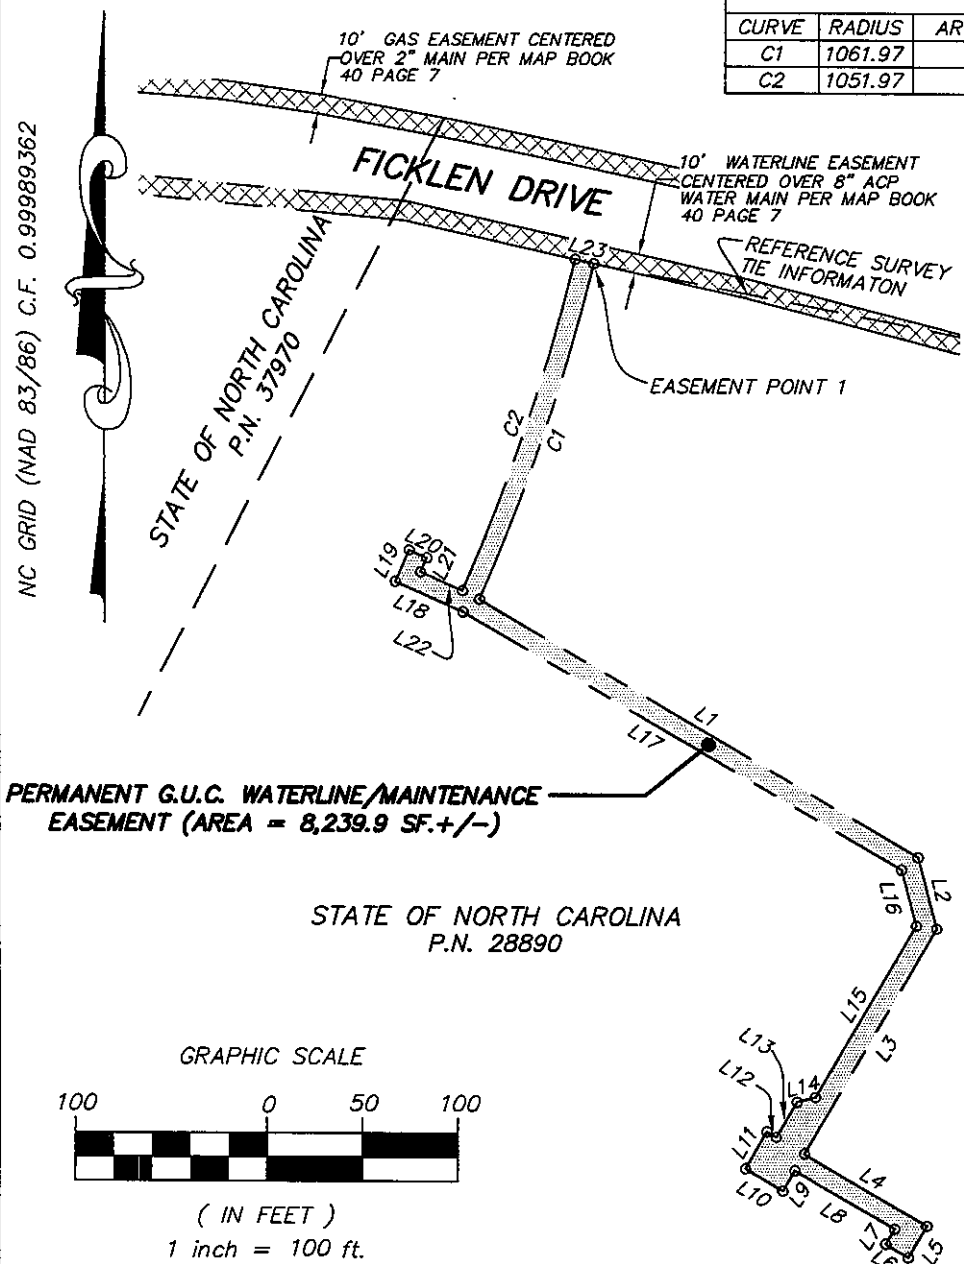 CURVE RADIUS AR
C1 1061.97
C2 1051.97
10' GAS EASEMENT CENTERED
OVER 2" MAIN PER MAP BOOK
40 PAGE 7
FICKLEN DRIVE
10' WATERLINE EASEMENT
CENTERED OVER 8" ACP
WATER MAIN PER MAP BOOK
40 PAGE 7
REFERENCE SURVEY
TIE INFORMATON
L23
EASEMENT POINT 1
NC GRID (NAD 83/86) C.F. 0.99989362
STATE OF NORTH CAROLINA
P.N. 37970
C2
C1
L19
L20
L21
L18
L22
L1
L17
PERMANENT G.U.C. WATERLINE/MAINTENANCE
EASEMENT (AREA = 8,239.9 SF.+/-)
L2
L16
STATE OF NORTH CAROLINA
P.N. 28890
L15
L3
L13
L12
L14
L11
L10
L9
L4
L8
L7
L5
L6
GRAPHIC SCALE
100 0 50 100
( IN FEET )
1 inch = 100 ft.